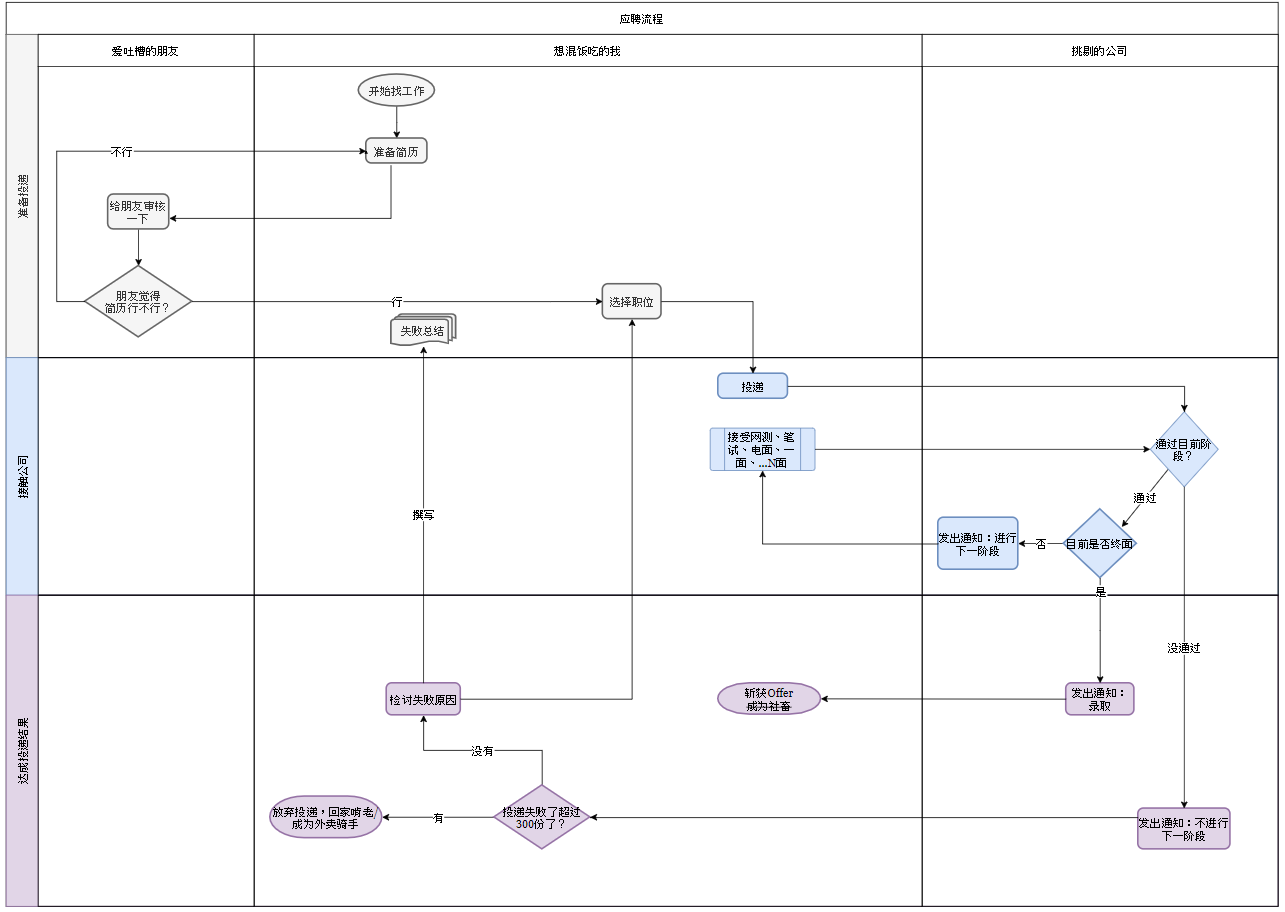 应聘流程
爱吐槽的朋友
想混饭吃的我
挑剔的公司
准备投递
开始找工作
准备简历
不行
给朋友审核
一下
朋友觉得
简历行不行？
行
选择职位
失败总结
接触公司
投递
接受网测、笔
试、电面、一
面、...N面
通过目前阶
段？
通过
目前是否终面
否
发出通知：进行
下一阶段
撰写
是
达成投递结果
没通过
检讨失败原因
斩获Offer
成为社畜
发出通知：
录取
没有
放弃投递，回家啃老/
成为外卖骑手
有
投递失败了超过
300份了？
发出通知：不进行
下一阶段